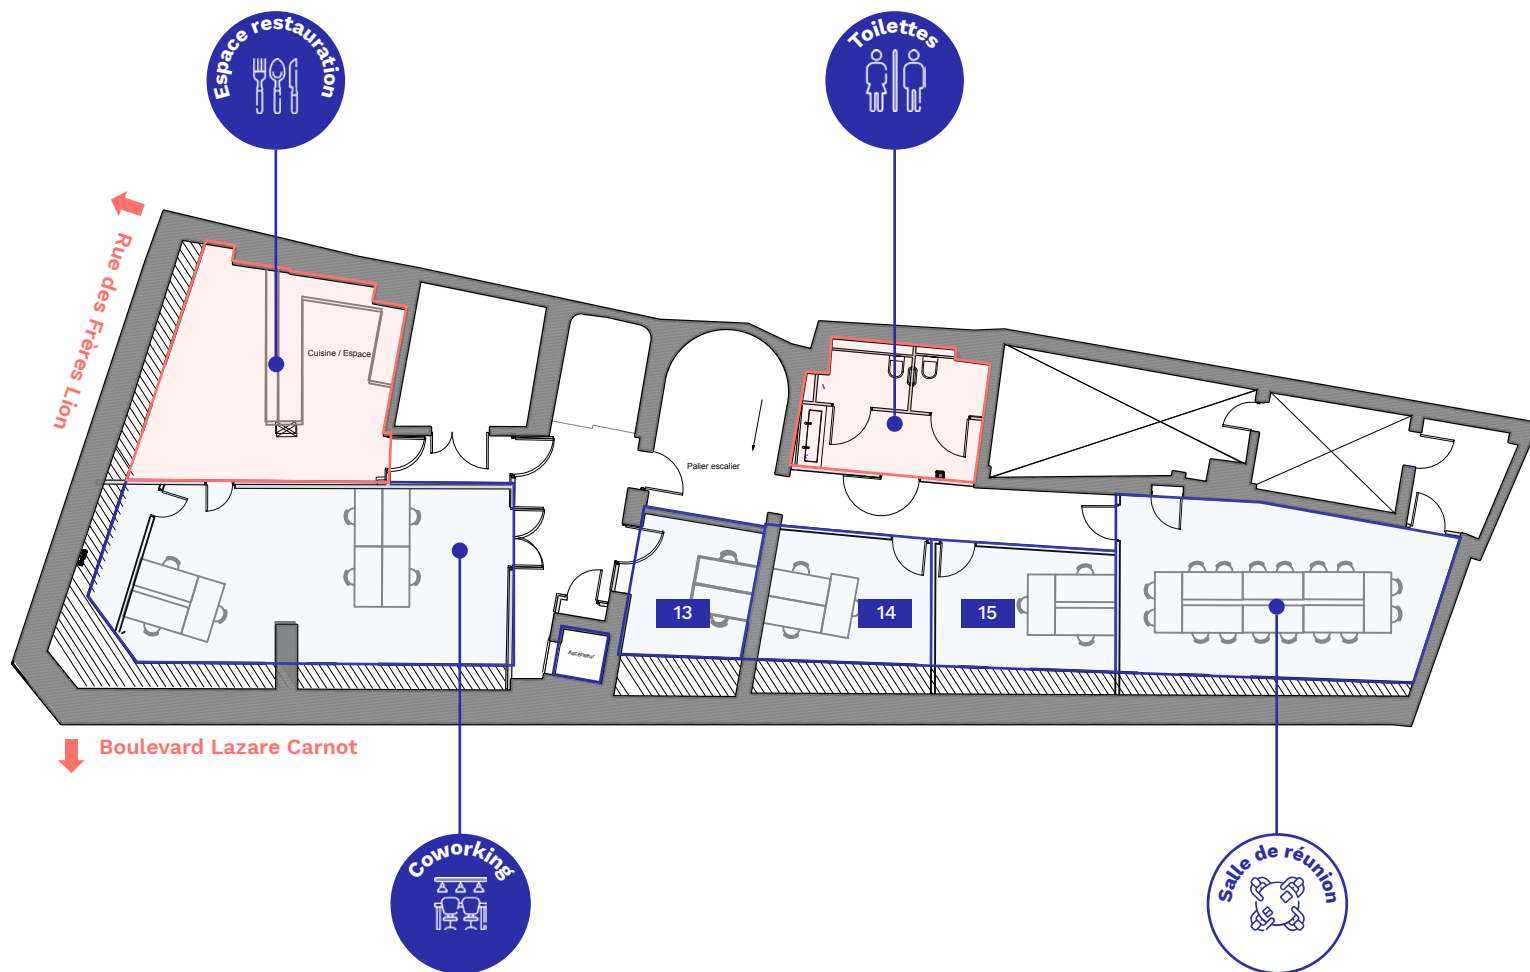 Espace restauration
Toilettes
Rue des Frères Lion
Cuisine / Espace
Palier escalier
13
14
15
Ascenseur
Boulevard Lazare Carnot
Coworking
Salle de réunion